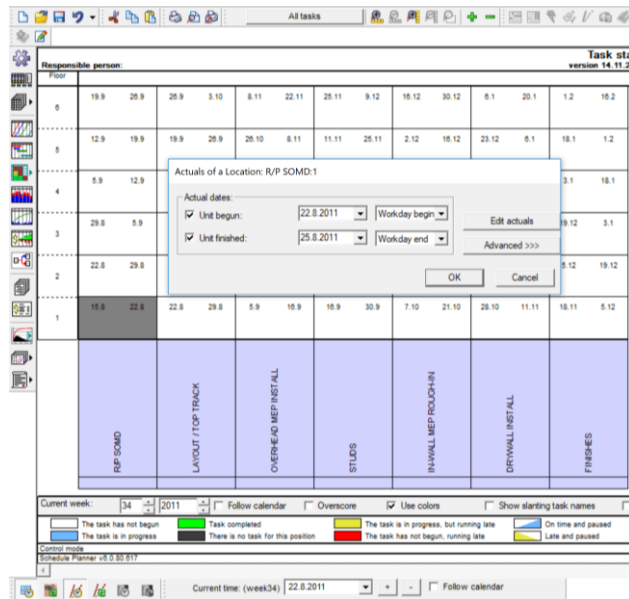 All tasks
Task sta
Responsible person:
version 14.11.2
Floor
6 19.9 26.9 26.9 3.10 8.11 22.11 25.11 9.12 16.12 30.12 6.1 20.1 1.2 16.2
5 12.9 19.9 19.9 26.9 26.10 8.11 11.11 25.11 2.12 16.12 23.12 6.1 18.1 1.2
4 5.9 12.9 3.1 18.1
3 29.8 5.9 19.12 3.1
2 22.8 29.8 5.12 19.12
1 15.8 22.8 22.8 29.8 5.9 16.9 16.9 30.9 7.10 21.10 28.10 11.11 18.11 5.12
Actuals of a Location: R/P SOMD:1
Actual dates:
Unit begun: 22.8.2011 Workday begin
Unit finished: 25.8.2011 Workday end
Edit actuals
Advanced >>>
OK Cancel
R/P SOMD
LAYOUT / TOP TRACK
OVERHEAD MEP INSTALL
STUDS
IN-WALL MEP ROUGH-IN
DRYWALL INSTALL
FINISHES
Current week: 34 2011 Follow calendar Overscore Use colors Show slanting task names
The task has not begun Task completed The task is in progress, but running late On time and paused
The task is in progress There is no task for this position The task has not begun, running late Late and paused
Control mode
Schedule Planner v6.0.80.617
Current time: (week34) 22.8.2011 + - Follow calendar